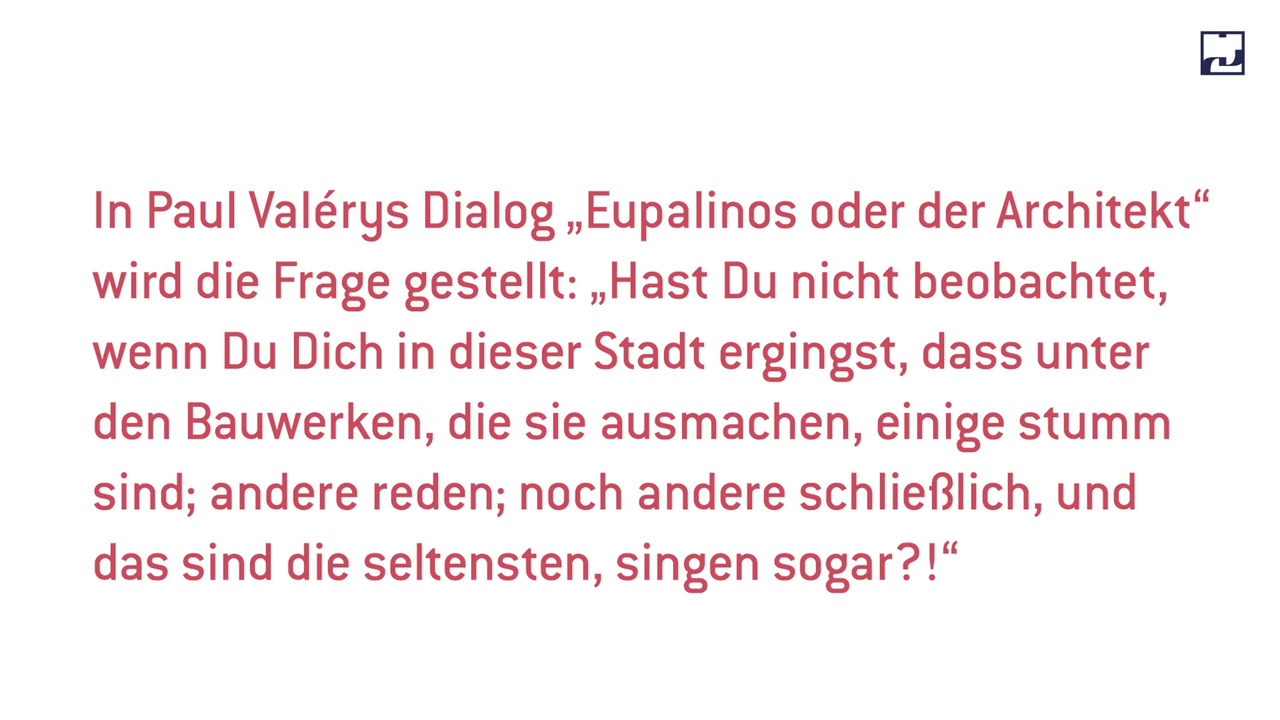 In Paul Valérys Dialog „Eupalinos oder der Architekt“
wird die Frage gestellt: „Hast Du nicht beobachtet,
wenn Du Dich in dieser Stadt ergingst, dass unter
den Bauwerken, die sie ausmachen, einige stumm
sind; andere reden; noch andere schließlich, und
das sind die seltensten, singen sogar?!“